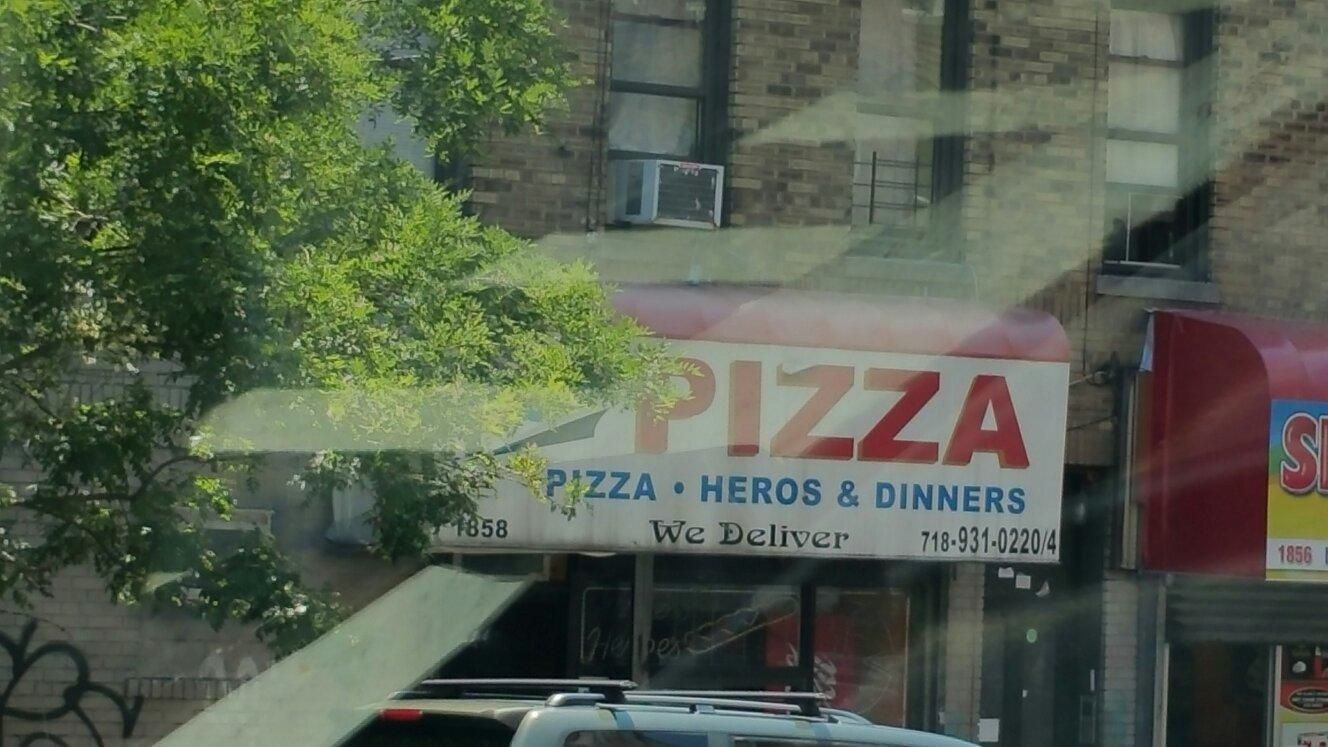 PIZZA
PIZZA • HEROS & DINNERS
1858
We Deliver
718-931-0220/4
1856